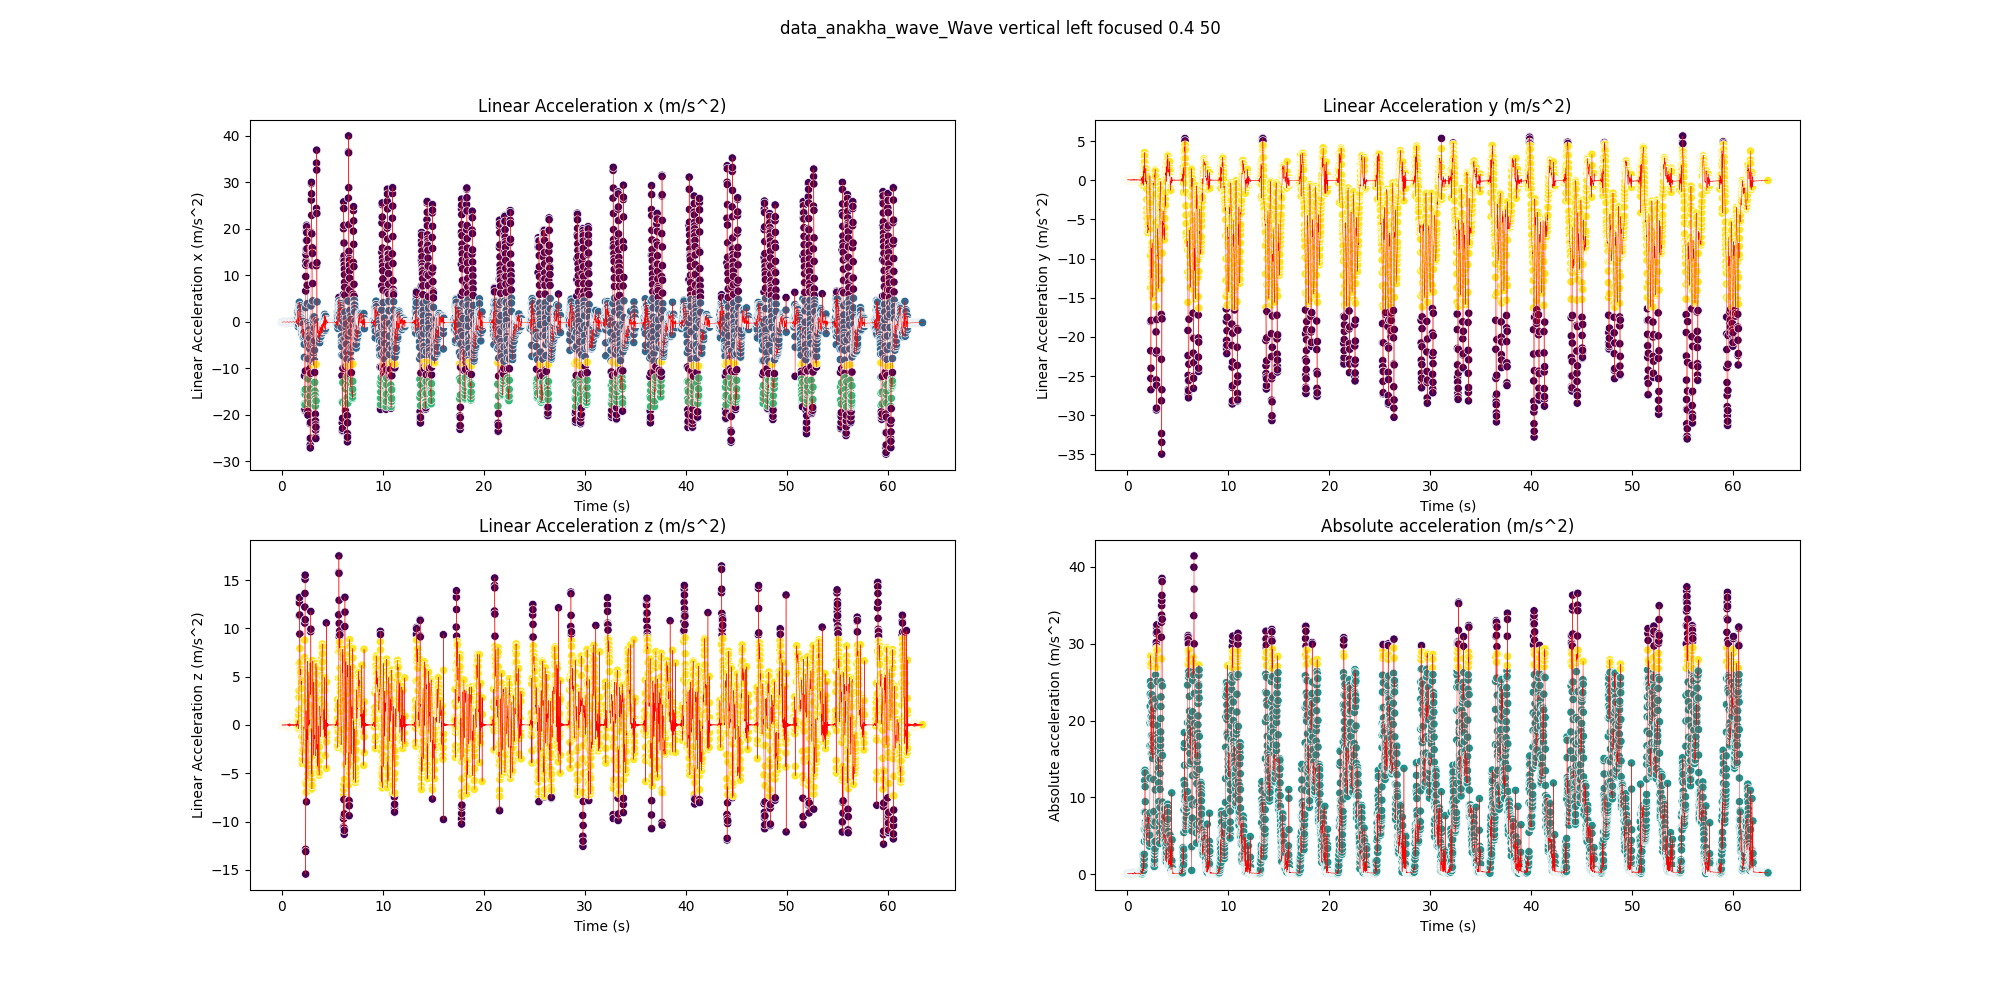 data_anakha_wave_Wave vertical left focused 0.4 50
Linear Acceleration x (m/s^2)
Linear Acceleration x (m/s^2)
40
30
20
10
0
−10
−20
−30
0 10 20 30 40 50 60
Time (s)
Linear Acceleration y (m/s^2)
Linear Acceleration y (m/s^2)
5
0
−5
−10
−15
−20
−25
−30
−35
0 10 20 30 40 50 60
Time (s)
Linear Acceleration z (m/s^2)
Linear Acceleration z (m/s^2)
15
10
5
0
−5
−10
−15
0 10 20 30 40 50 60
Time (s)
Absolute acceleration (m/s^2)
Absolute acceleration (m/s^2)
40
30
20
10
0
0 10 20 30 40 50 60
Time (s)